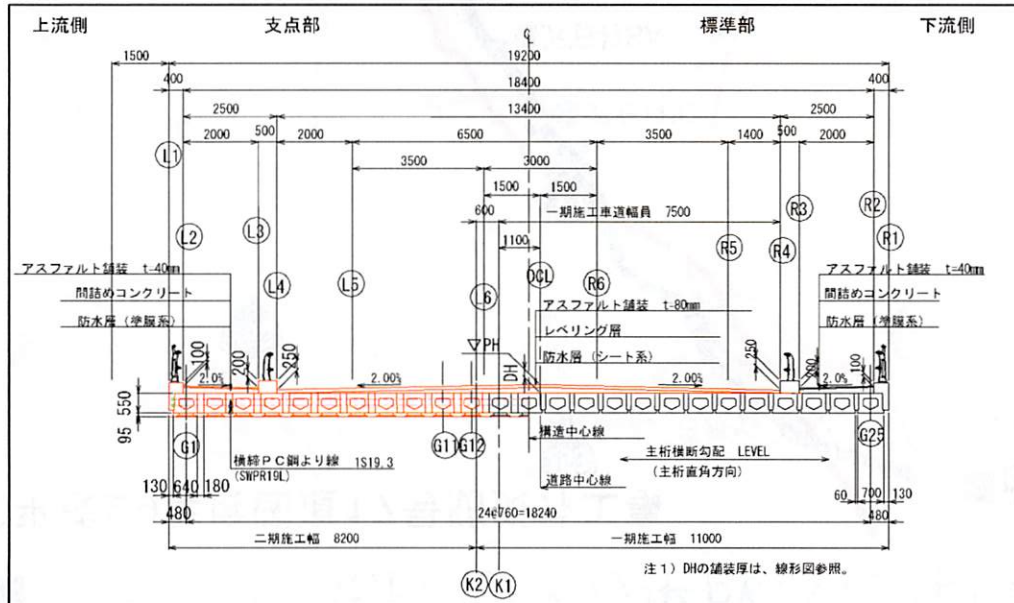 上流側 支点部 標準部 下流側
CL
1500 19200
400 18400 400
2500 13400 2500
2000 500 2000 6500 3500 1400 500 2000
3500 3000
L1 1500 1500
600 一期施工車道幅員 7500 R3 R2
L2 L3 1100 R5 R4 R1
アスファルト舗装 t=40mm L4 L5 L6 DCL R6 アスファルト舗装 t=40mm
間詰めコンクリート アスファルト舗装 t=80mm 間詰めコンクリート
防水層(塗膜系) レベリング層 防水層(塗膜系)
100 200 250 PH DH 防水層(シート系) 250 200 100
2.0% 2.00% 2.00% 2.0%
550
95
G1 G11 G12 構造中心線 G25
横締PC鋼より線 1S19.3 主桁横断勾配 LEVEL
(SWPR19L) (主桁直角方向)
130 640 180 道路中心線 60 700 130
480 24@760=18240 480
二期施工幅 8200 一期施工幅 11000
K2 K1 注1) DHの舗装厚は、線形図参照。